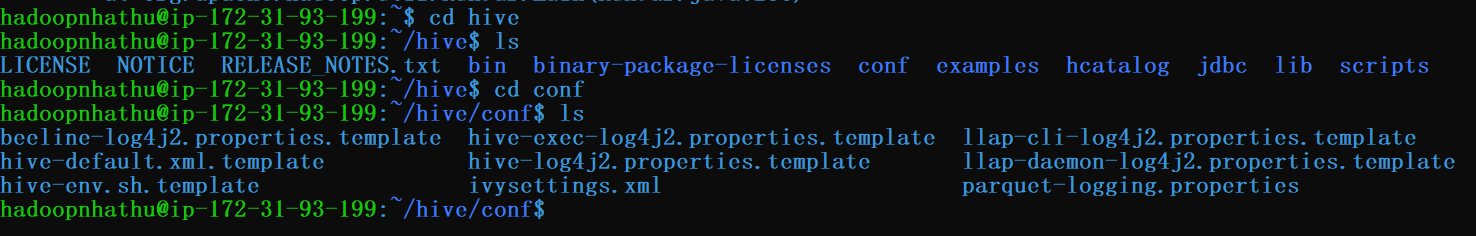 hadoopnhathu@ip-172-31-93-199:~$ cd hive
hadoopnhathu@ip-172-31-93-199:~/hive$ ls
LICENSE  NOTICE  RELEASE_NOTES.txt  bin  binary-package-licenses  conf  examples  hcatalog  jdbc  lib  scripts
hadoopnhathu@ip-172-31-93-199:~/hive$ cd conf
hadoopnhathu@ip-172-31-93-199:~/hive/conf$ ls
beeline-log4j2.properties.template  hive-exec-log4j2.properties.template  llap-cli-log4j2.properties.template
hive-default.xml.template  hive-log4j2.properties.template  llap-daemon-log4j2.properties.template
hive-env.sh.template  ivysettings.xml  parquet-logging.properties
hadoopnhathu@ip-172-31-93-199:~/hive/conf$